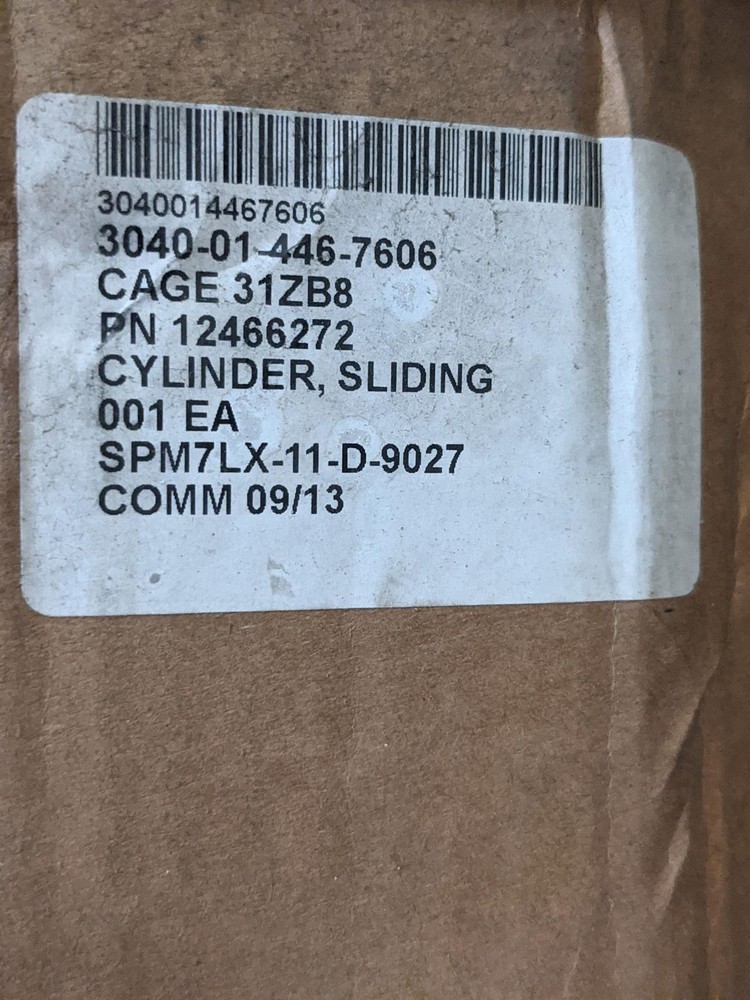 3040014467606
3040-01-446-7606
CAGE 31ZB8
PN 12466272
CYLINDER, SLIDING
001 EA
SPM7LX-11-D-9027
COMM 09/13